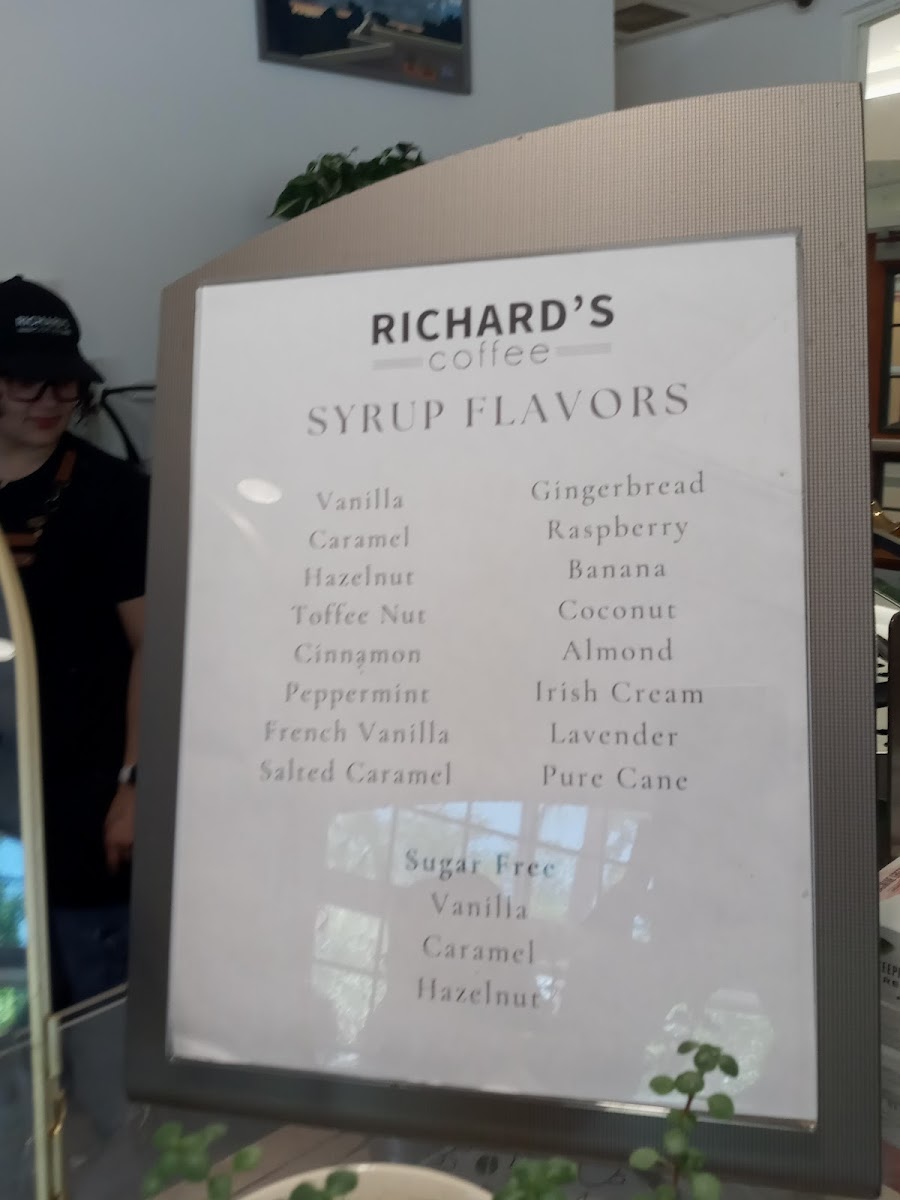 RICHARD'S
coffee
SYRUP FLAVORS
Vanilla
Caramel
Hazelnut
Toffee Nut
Cinnamon
Peppermint
French Vanilla
Salted Caramel
Gingerbread
Raspberry
Banana
Coconut
Almond
Irish Cream
Lavender
Pure Cane
Sugar Free
Vanilla
Caramel
Hazelnut
RICHARD'S